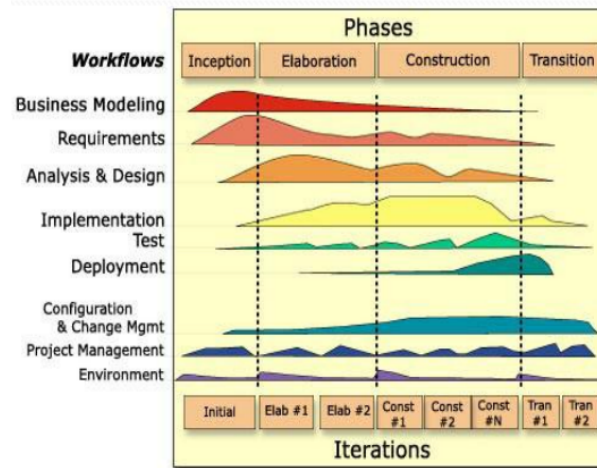 Phases
Workflows Inception Elaboration Construction Transition
Business Modeling
Requirements
Analysis & Design
Implementation
Test
Deployment
Configuration
& Change Mgmt
Project Management
Environment
Initial Elab #1 Elab #2 Const #1 Const #2 Const #N Tran #1 Tran #2
Iterations